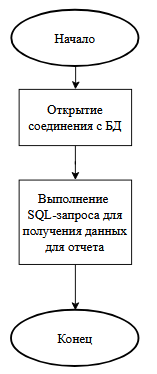 Начало
Открытие
соединения с БД
Выполнение
SQL-запроса для
получения данных
для отчета
Конец